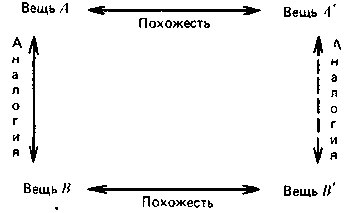 Вещь A Похожесть Вещь A′
Аналогия Аналогия
Вещь B Похожесть Вещь B′